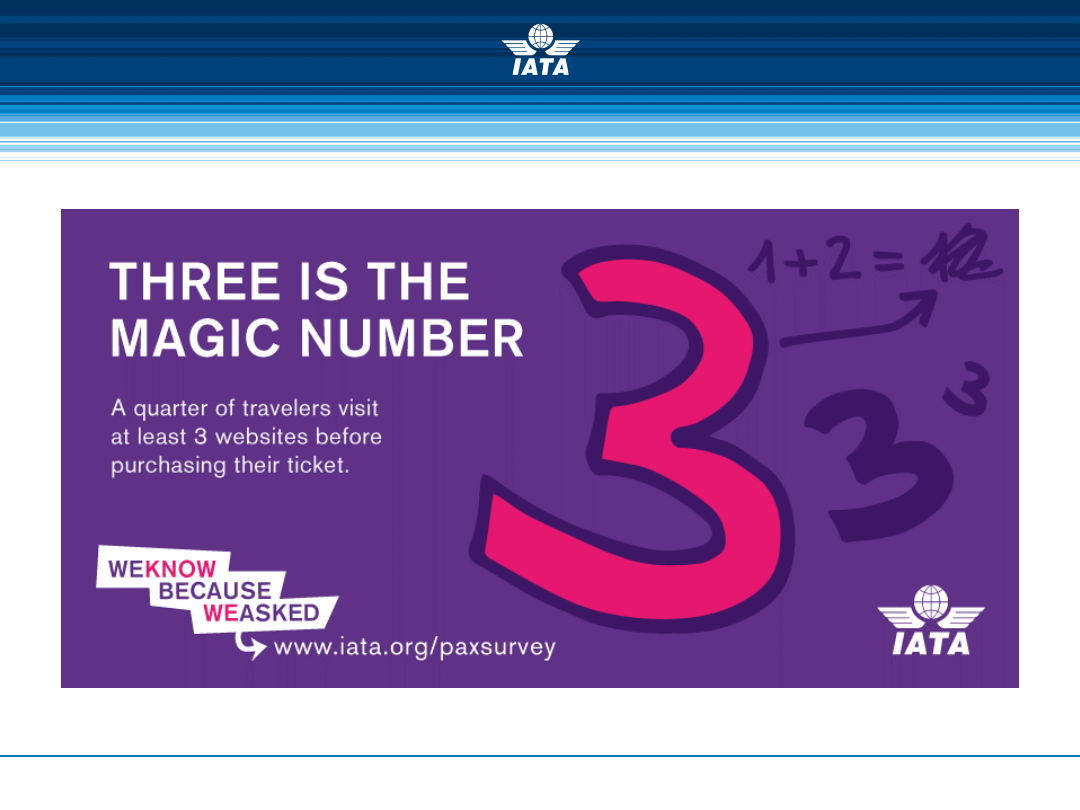 IATA
THREE IS THE
MAGIC NUMBER
A quarter of travelers visit
at least 3 websites before
purchasing their ticket.
3
1+2 =
3
3
WEKNOW
BECAUSE
WEASKED
www.iata.org/paxsurvey
IATA